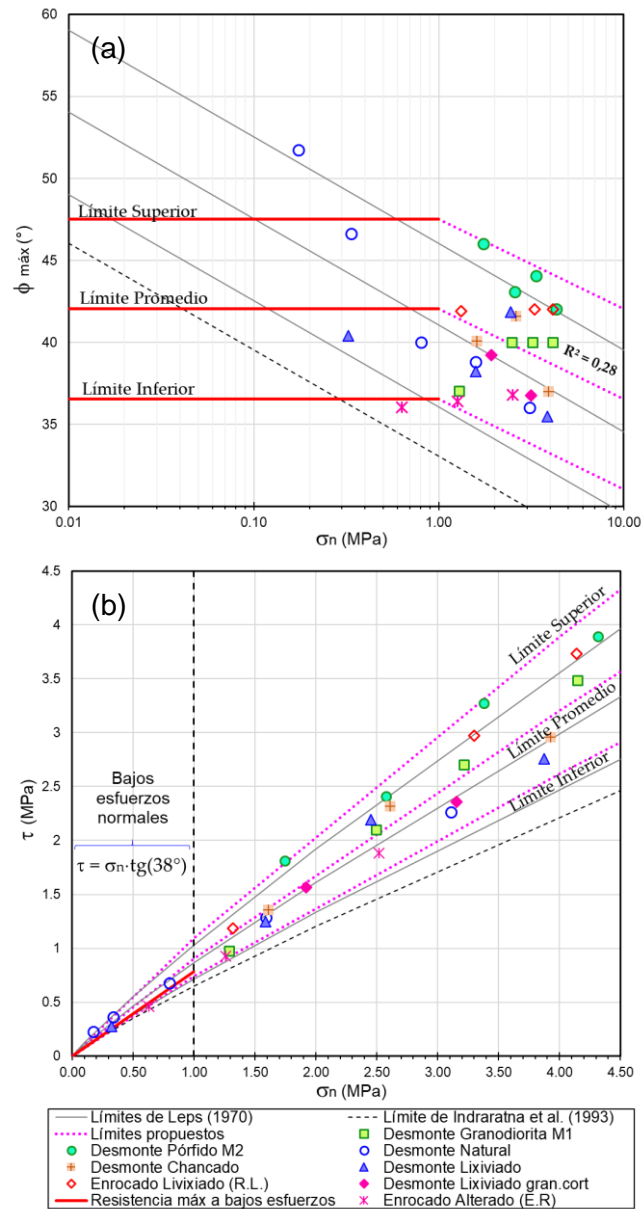 (a)
60
55
50
45
40
35
30
ϕ máx (°)
Límite Superior
Límite Promedio
Límite Inferior
R² = 0,28
0.01 0.10 1.00 10.00
σn (MPa)
(b)
4.5
4
3.5
3
2.5
2
1.5
1
0.5
0
τ (MPa)
Límite Superior
Límite Promedio
Límite Inferior
Bajos
esfuerzos
normales
τ = σn·tg(38°)
0.00 0.50 1.00 1.50 2.00 2.50 3.00 3.50 4.00 4.50
σn (MPa)
Límites de Leps (1970) Límite de Indraratna et al. (1993)
Límites propuestos Desmonte Granodiorita M1
Desmonte Pórfido M2 Desmonte Natural
Desmonte Chancado Desmonte Lixiviado
Enrocado Livixiado (R.L.) Desmonte Lixiviado gran.cort
Resistencia máx a bajos esfuerzos Enrocado Alterado (E.R)